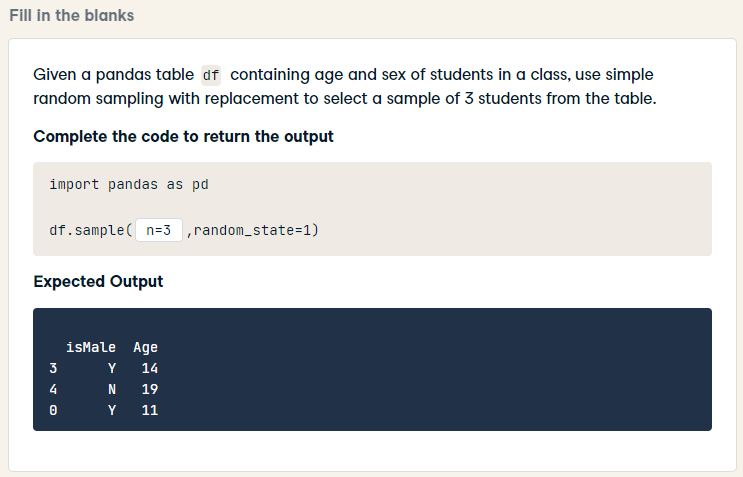 Fill in the blanks
Given a pandas table df containing age and sex of students in a class, use simple
random sampling with replacement to select a sample of 3 students from the table.
Complete the code to return the output
import pandas as pd
df.sample( n=3 ,random_state=1)
Expected Output
isMale Age
3 Y 14
4 N 19
0 Y 11